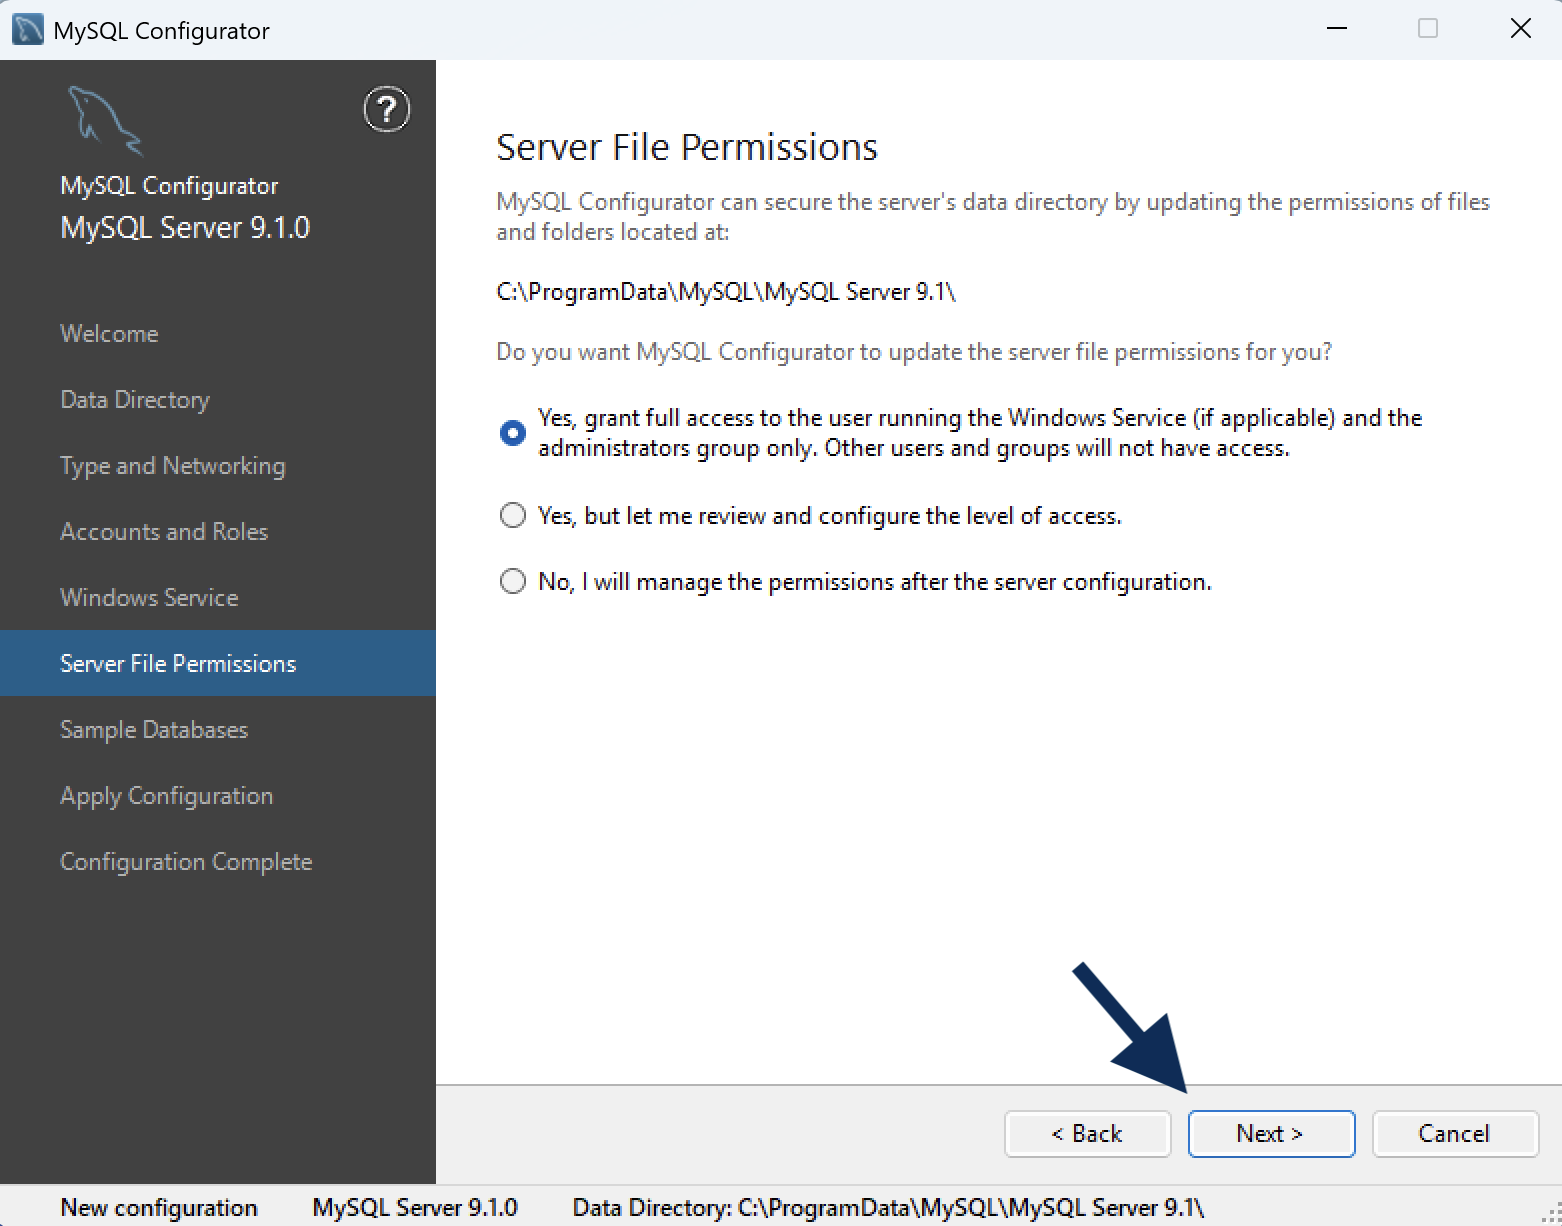 MySQL Configurator
?
MySQL Configurator
MySQL Server 9.1.0
Welcome
Data Directory
Type and Networking
Accounts and Roles
Windows Service
Server File Permissions
Sample Databases
Apply Configuration
Configuration Complete
Server File Permissions
MySQL Configurator can secure the server's data directory by updating the permissions of files
and folders located at:
C:\ProgramData\MySQL\MySQL Server 9.1\
Do you want MySQL Configurator to update the server file permissions for you?
Yes, grant full access to the user running the Windows Service (if applicable) and the
administrators group only. Other users and groups will not have access.
Yes, but let me review and configure the level of access.
No, I will manage the permissions after the server configuration.
< Back
Next >
Cancel
New configuration
MySQL Server 9.1.0
Data Directory: C:\ProgramData\MySQL\MySQL Server 9.1\